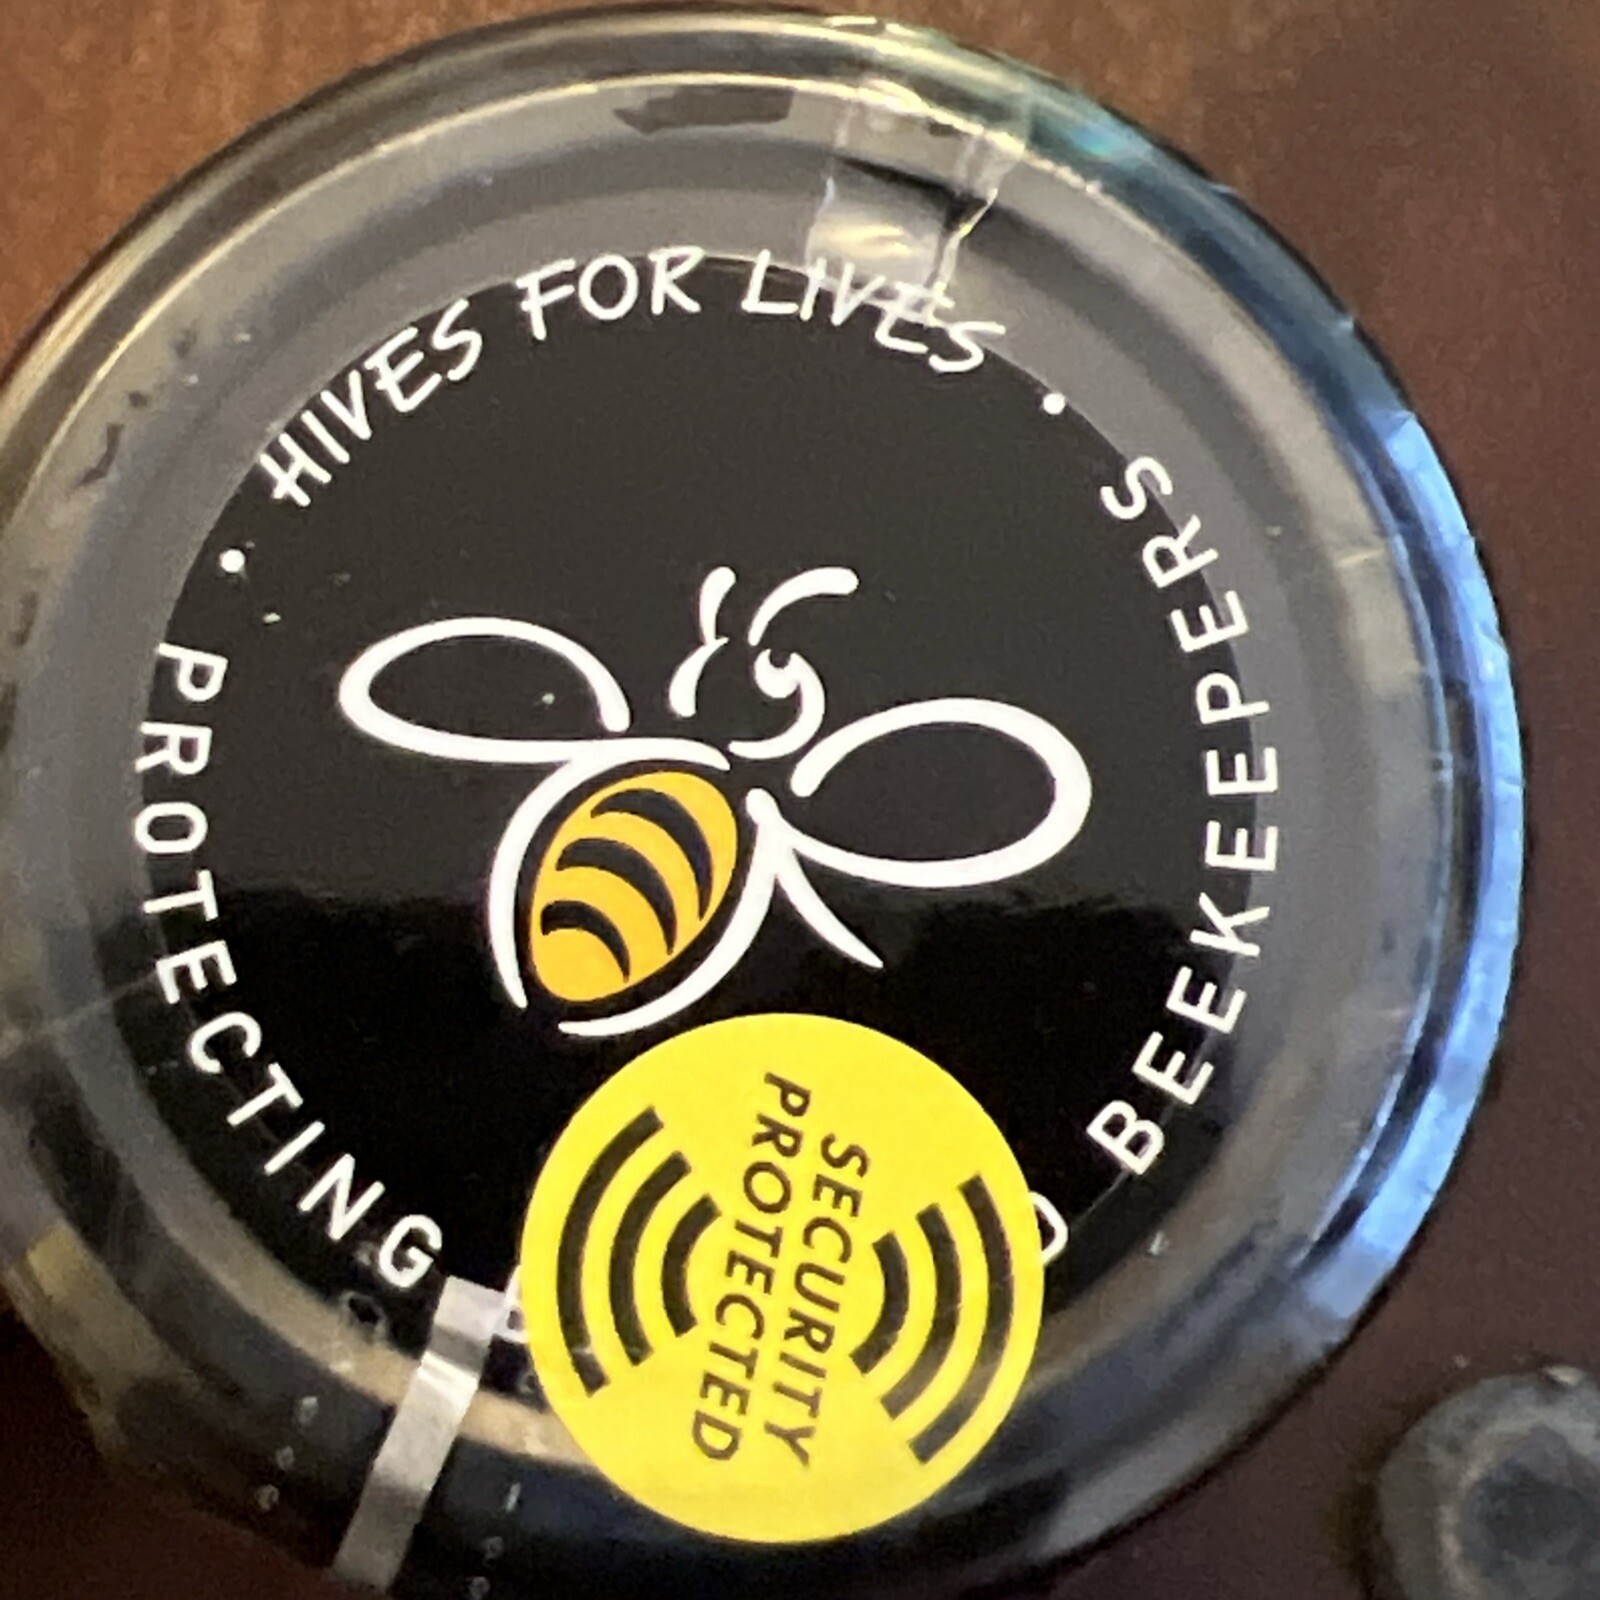 HIVES FOR LIVES
PROTECTING
BEEKEEPERS
SECURITY
PROTECTED